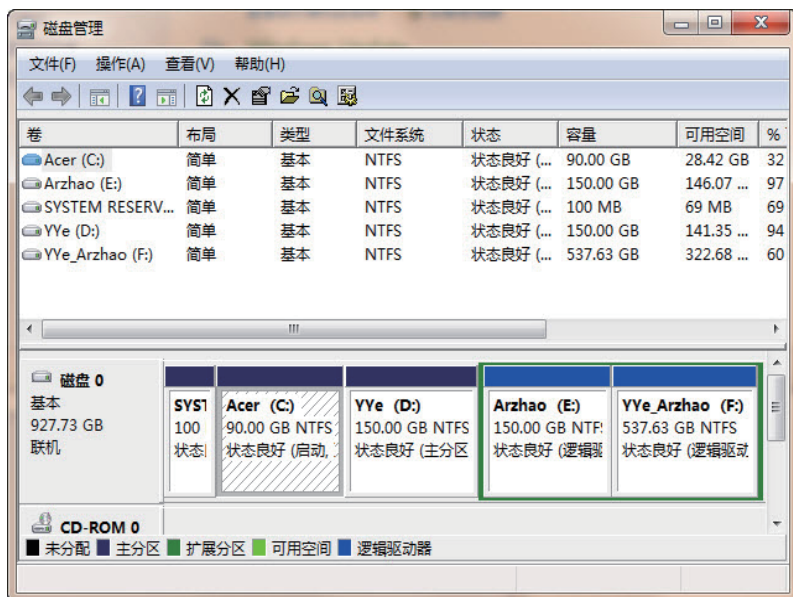 磁盘管理
文件(F) 操作(A) 查看(V) 帮助(H)
卷 布局 类型 文件系统 状态 容量 可用空间 %
Acer (C:) 简单 基本 NTFS 状态良好 (... 90.00 GB 28.42 GB 32
Arzhao (E:) 简单 基本 NTFS 状态良好 (... 150.00 GB 146.07 ... 97
SYSTEM RESERV... 简单 基本 NTFS 状态良好 (... 100 MB 69 MB 69
YYe (D:) 简单 基本 NTFS 状态良好 (... 150.00 GB 141.35 ... 94
YYe_Arzhao (F:) 简单 基本 NTFS 状态良好 (... 537.63 GB 322.68 ... 60
磁盘 0
基本
927.73 GB
联机
SYST
100
状态
Acer (C:)
90.00 GB NTFS
状态良好 (启动,
YYe (D:)
150.00 GB NTFS
状态良好 (主分区
Arzhao (E:)
150.00 GB NTFS
状态良好 (逻辑驱
YYe_Arzhao (F:)
537.63 GB NTFS
状态良好 (逻辑驱动
CD-ROM 0
未分配 主分区 扩展分区 可用空间 逻辑驱动器